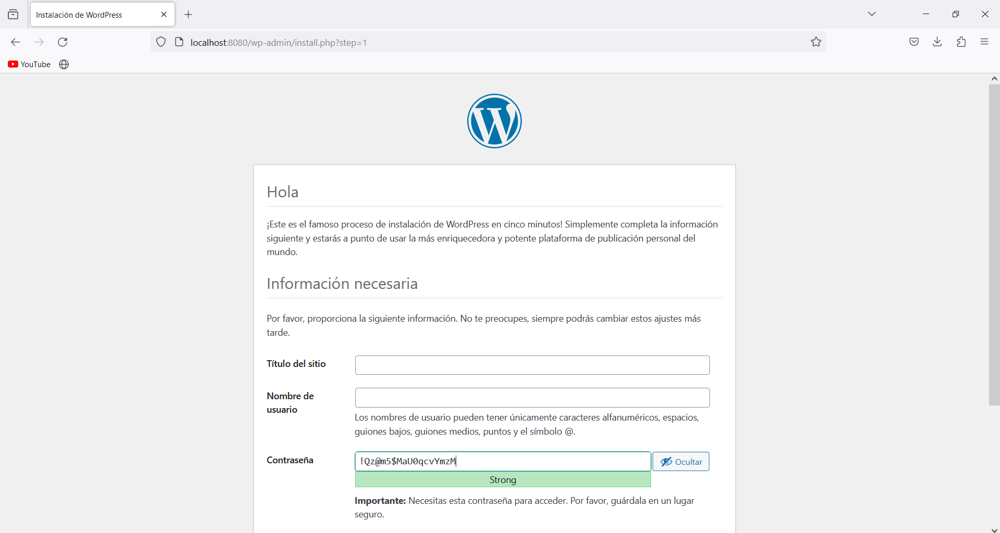 Instalación de WordPress
localhost:8080/wp-admin/install.php?step=1
YouTube
Hola
¡Este es el famoso proceso de instalación de WordPress en cinco minutos! Simplemente completa la información
siguiente y estarás a punto de usar la más enriquecedora y potente plataforma de publicación personal del
mundo.
Información necesaria
Por favor, proporciona la siguiente información. No te preocupes, siempre podrás cambiar estos ajustes más
tarde.
Título del sitio
Nombre de
usuario
Los nombres de usuario pueden tener únicamente caracteres alfanuméricos, espacios,
guiones bajos, guiones medios, puntos y el símbolo @.
Contraseña
!Qz@m5$MaU0qcvYmzM
Ocultar
Strong
Importante: Necesitas esta contraseña para acceder. Por favor, guárdala en un lugar
seguro.